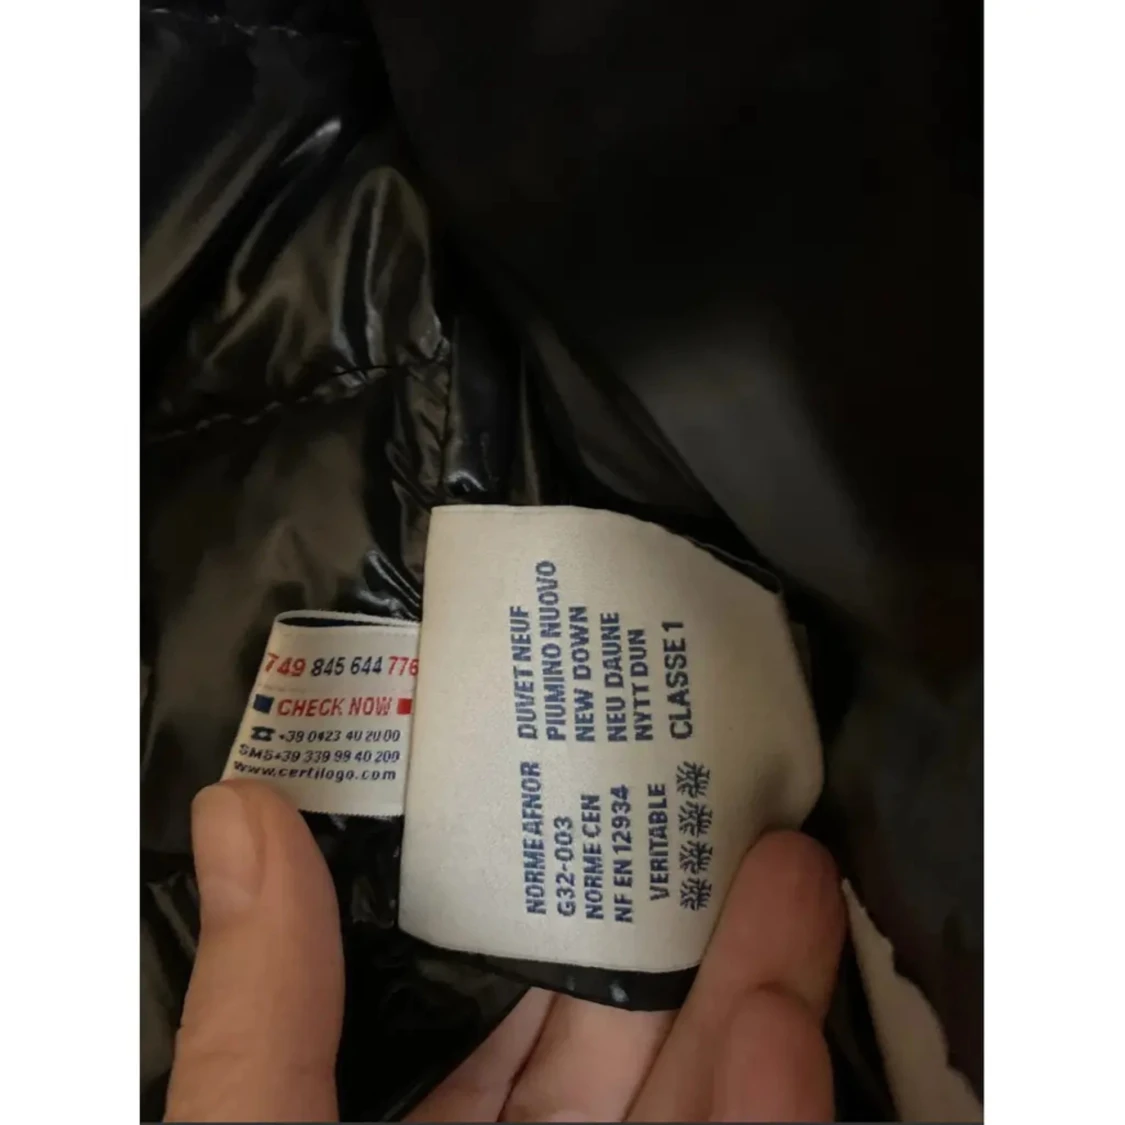 749 845 644 776
CHECK NOW
+39 0423 40 20 00
SMS+39 339 99 40 200
www.certilogo.com
DUVET NEUF
PIUMINO NUOVO
NEW DOWN
NEU DAUNE
NYTT DUN
CLASSE 1
NORME AFNOR
G32-003
NORME CEN
NF EN 12934
VERITABLE